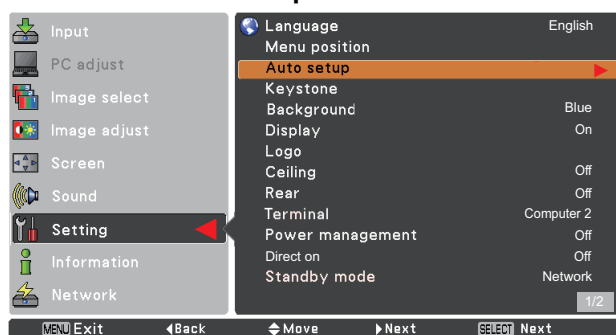 Input
PC adjust
Image select
Image adjust
Screen
Sound
Setting
Information
Network
Language English
Menu position
Auto setup
Keystone
Background Blue
Display On
Logo
Ceiling Off
Rear Off
Terminal Computer 2
Power management Off
Direct on Off
Standby mode Network
1/2
MENU Exit Back Move Next SELECT Next